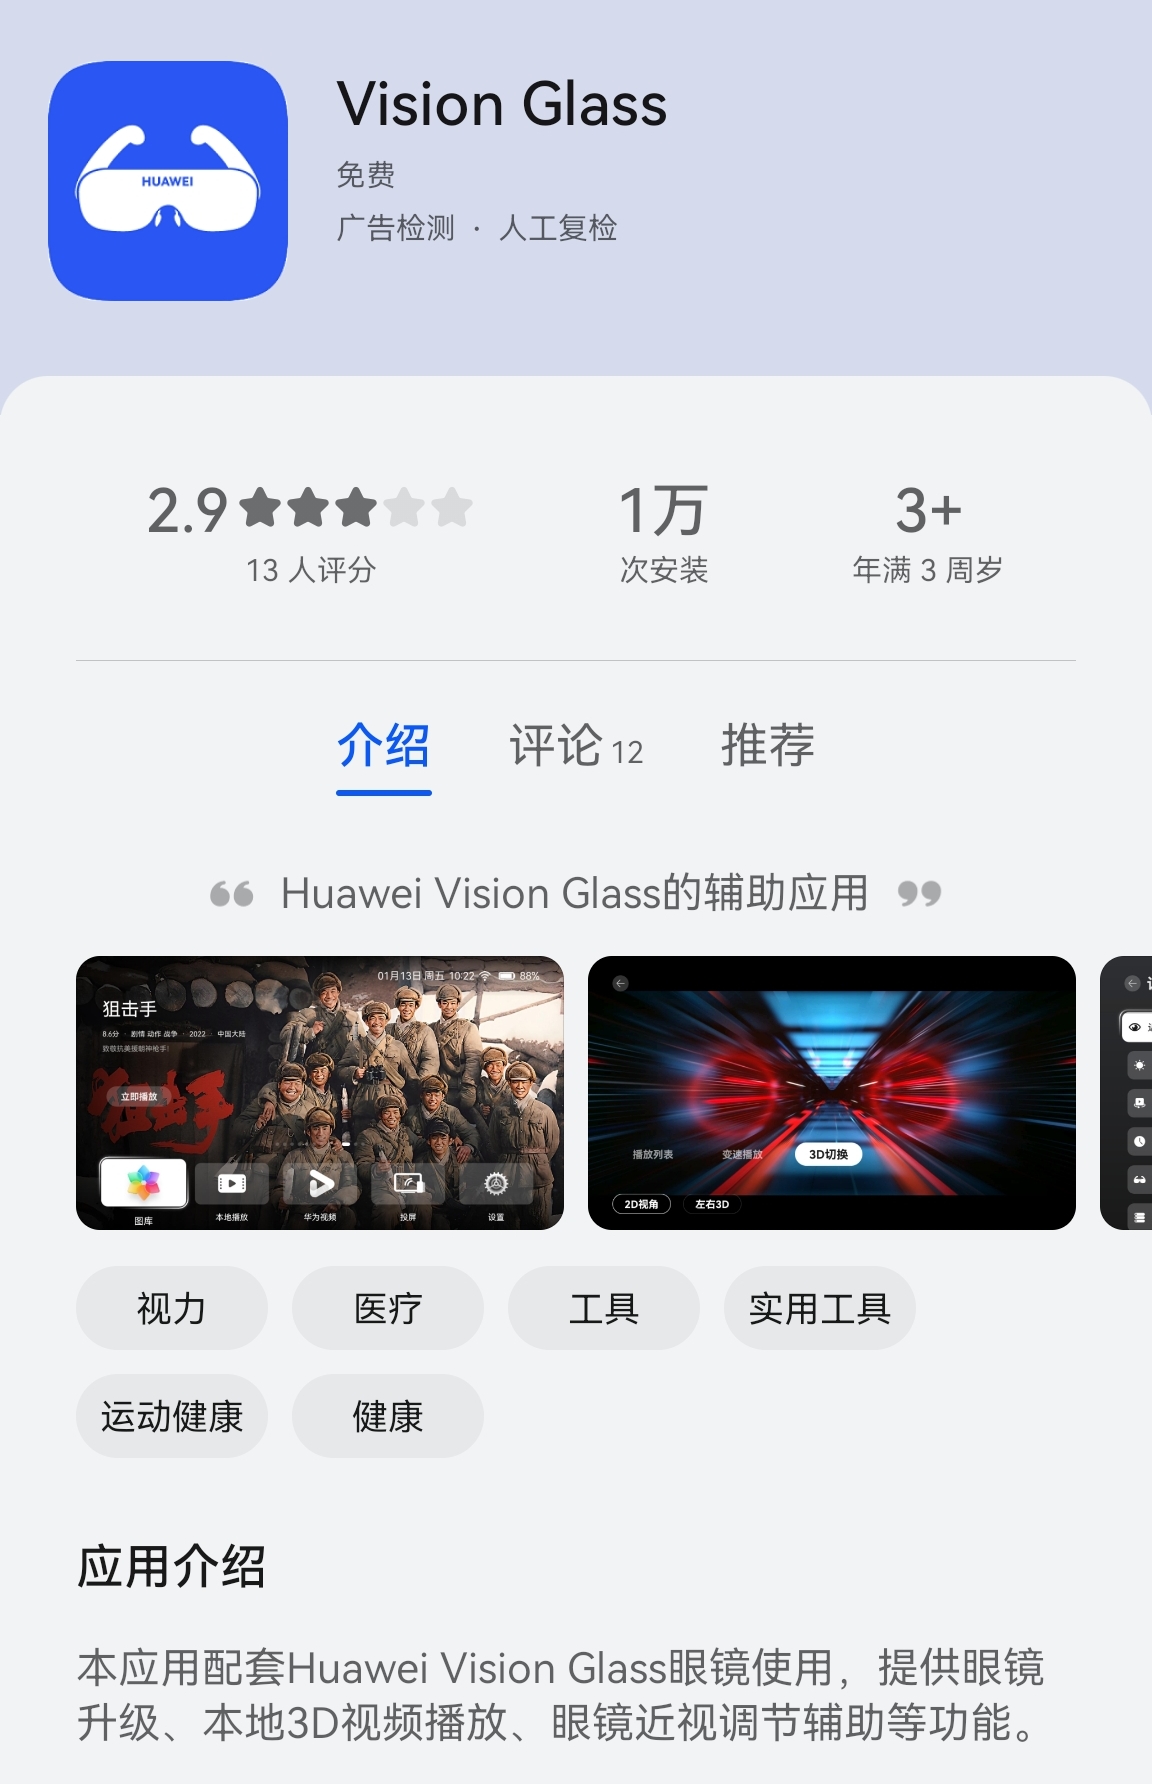 HUAWEI
Vision Glass
免费
广告检测 · 人工复检
2.9
13 人评分
1万
次安装
3+
年满 3 周岁
介绍
评论 12
推荐
Huawei Vision Glass的辅助应用
01月13日 周五 10:22 88%
狙击手
8.6分 · 剧情 动作 战争 · 2022 · 中国大陆
致敬抗美援朝神枪手!
狙击手
立即播放
图库
本地播放
华为视频
投屏
设置
播放列表
变速播放
3D切换
2D视角
左右3D
视力
医疗
工具
实用工具
运动健康
健康
应用介绍
本应用配套Huawei Vision Glass眼镜使用，提供眼镜
升级、本地3D视频播放、眼镜近视调节辅助等功能。